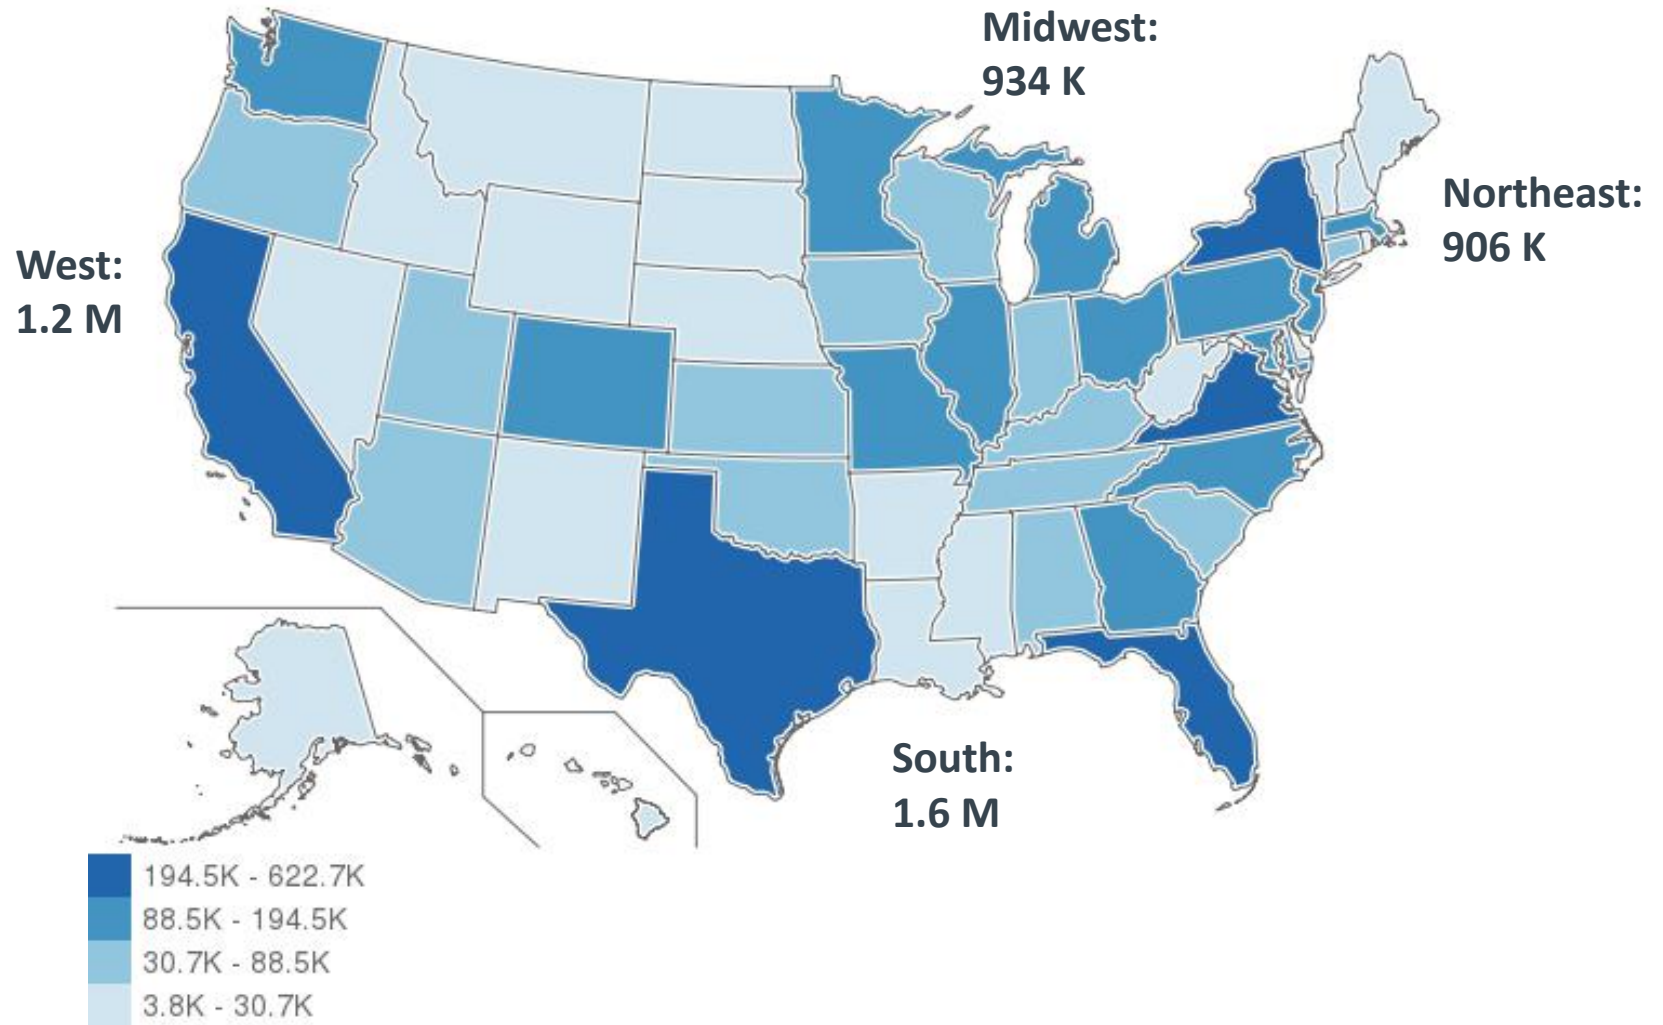 Midwest:
934 K
Northeast:
906 K
West:
1.2 M
South:
1.6 M
194.5K - 622.7K
88.5K - 194.5K
30.7K - 88.5K
3.8K - 30.7K